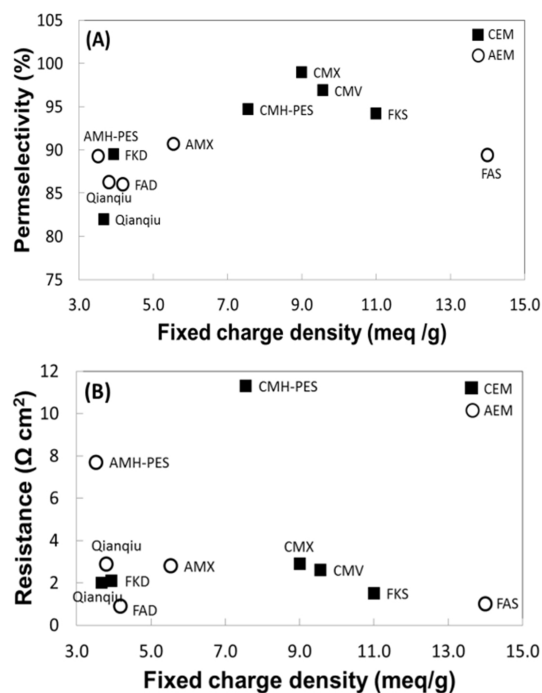 (A)
CEM
AEM
Permselectivity (%)
105
100
95
90
85
80
75
CMX
CMV
CMH-PES
FKS
AMH-PES
FKD
AMX
FAS
Qianqiu
FAD
Qianqiu
3.0 5.0 7.0 9.0 11.0 13.0 15.0
Fixed charge density (meq /g)
(B)
CEM
AEM
Resistance (Ω cm²)
12
10
8
6
4
2
0
CMH-PES
AMH-PES
Qianqiu
FKD
AMX
CMX
CMV
FKS
FAS
Qianqiu
FAD
3.0 5.0 7.0 9.0 11.0 13.0 15.0
Fixed charge density (meq/g)